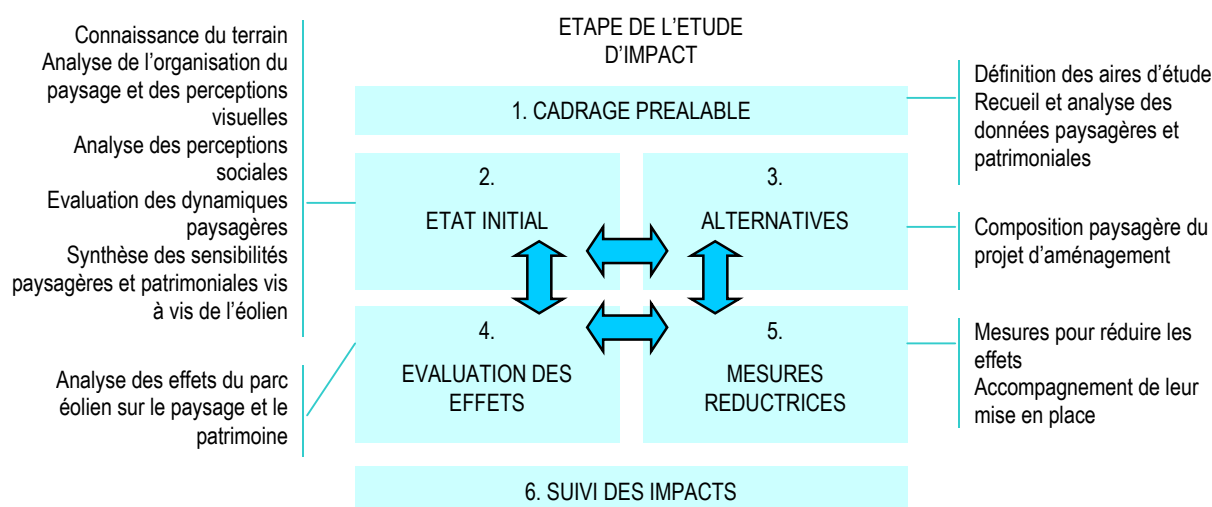 ETAPE DE L’ETUDE
D’IMPACT
Connaissance du terrain
Analyse de l’organisation du
paysage et des perceptions
visuelles
Analyse des perceptions
sociales
Evaluation des dynamiques
paysagères
Synthèse des sensibilités
paysagères et patrimoniales vis
à vis de l’éolien
Analyse des effets du parc
éolien sur le paysage et le
patrimoine
1. CADRAGE PREALABLE
2.
ETAT INITIAL
3.
ALTERNATIVES
4.
EVALUATION DES
EFFETS
5.
MESURES
REDUCTRICES
6. SUIVI DES IMPACTS
Définition des aires d’étude
Recueil et analyse des
données paysagères et
patrimoniales
Composition paysagère du
projet d’aménagement
Mesures pour réduire les
effets
Accompagnement de leur
mise en place